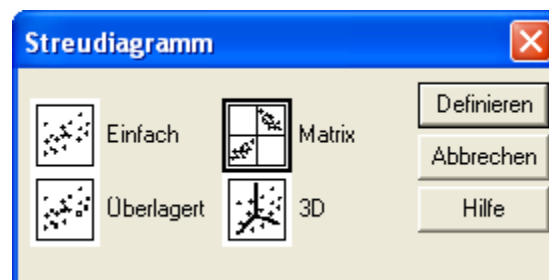 Streudiagramm
Einfach
Matrix
Überlagert
3D
Definieren
Abbrechen
Hilfe